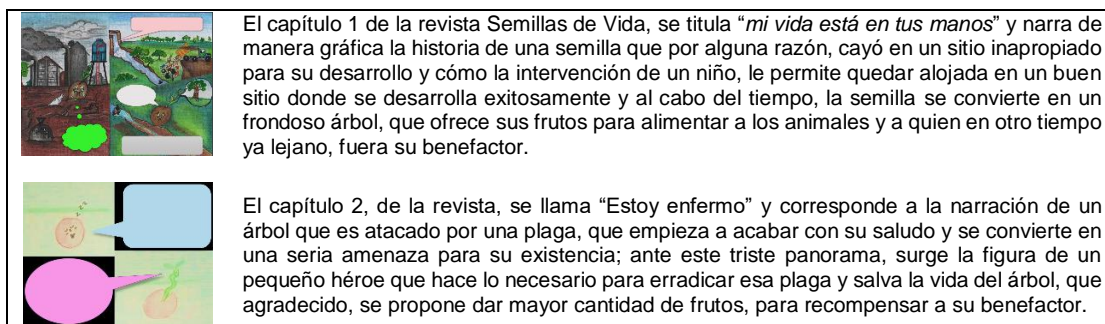 El capítulo 1 de la revista Semillas de Vida, se titula “mi vida está en tus manos” y narra de
manera gráfica la historia de una semilla que por alguna razón, cayó en un sitio inapropiado
para su desarrollo y cómo la intervención de un niño, le permite quedar alojada en un buen
sitio donde se desarrolla exitosamente y al cabo del tiempo, la semilla se convierte en un
frondoso árbol, que ofrece sus frutos para alimentar a los animales y a quien en otro tiempo
ya lejano, fuera su benefactor.
El capítulo 2, de la revista, se llama “Estoy enfermo” y corresponde a la narración de un
árbol que es atacado por una plaga, que empieza a acabar con su saludo y se convierte en
una seria amenaza para su existencia; ante este triste panorama, surge la figura de un
pequeño héroe que hace lo necesario para erradicar esa plaga y salva la vida del árbol, que
agradecido, se propone dar mayor cantidad de frutos, para recompensar a su benefactor.